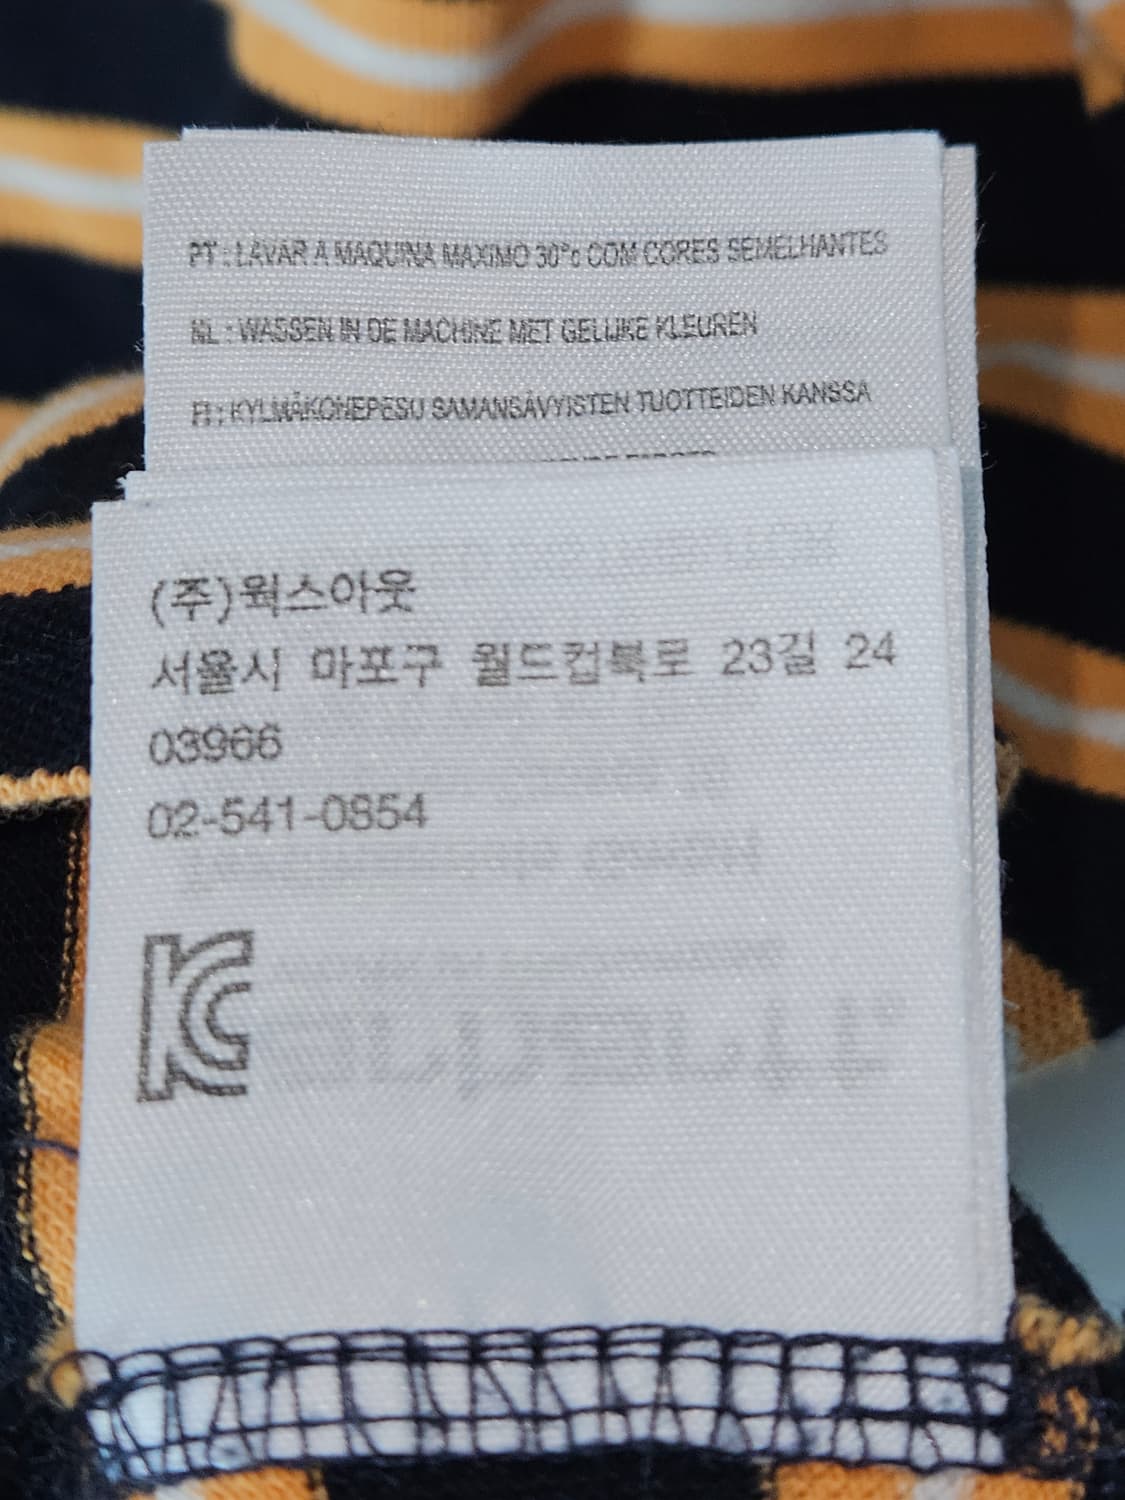 PT : LAVAR A MAQUINA MAXIMO 30°c COM CORES SEMELHANTES
NL : WASSEN IN DE MACHINE MET GELIJKE KLEUREN
FI : KYLMÄKONEPESU SAMANSÄVYISTEN TUOTTEIDEN KANSSA
(주)웍스아웃
서울시 마포구 월드컵북로 23길 24
03966
02-541-0854
KC